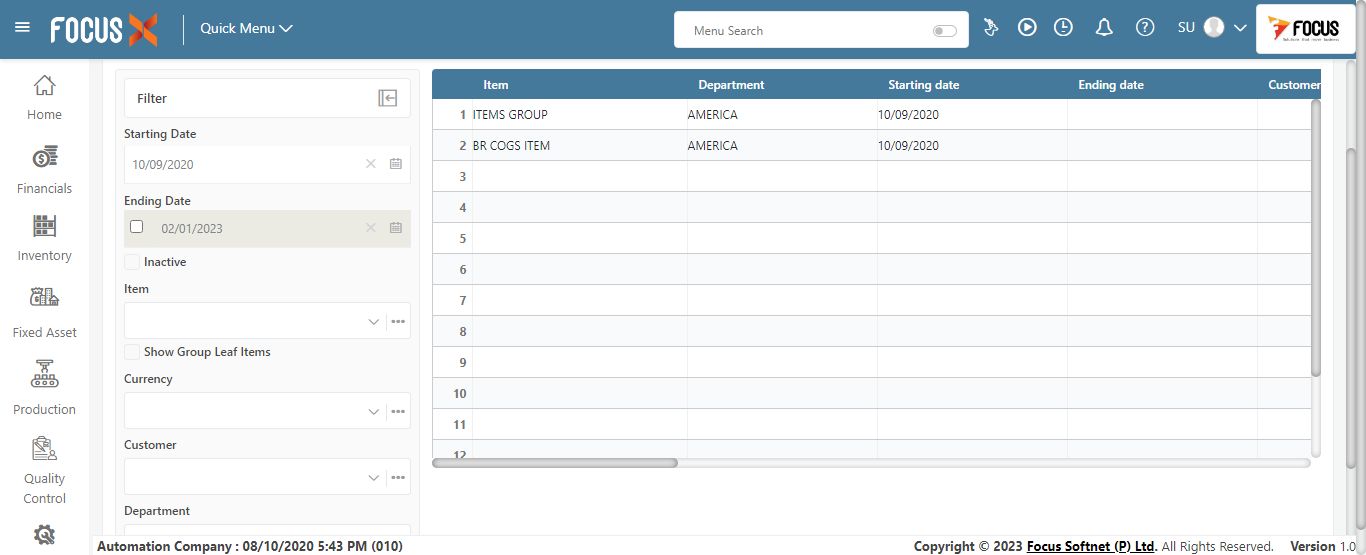 FOCUS X
Quick Menu
Menu Search
SU
FOCUS
Home
Financials
Inventory
Fixed Asset
Production
Quality
Control
Filter
Starting Date
10/09/2020
Ending Date
02/01/2023
Inactive
Item
Show Group Leaf Items
Currency
Customer
Department
Item Department Starting date Ending date Customer
1 ITEMS GROUP AMERICA 10/09/2020
2 BR COGS ITEM AMERICA 10/09/2020
3
4
5
6
7
8
9
10
11
12
Automation Company : 08/10/2020 5:43 PM (010)
Copyright © 2023 Focus Softnet (P) Ltd. All Rights Reserved. Version 1.0